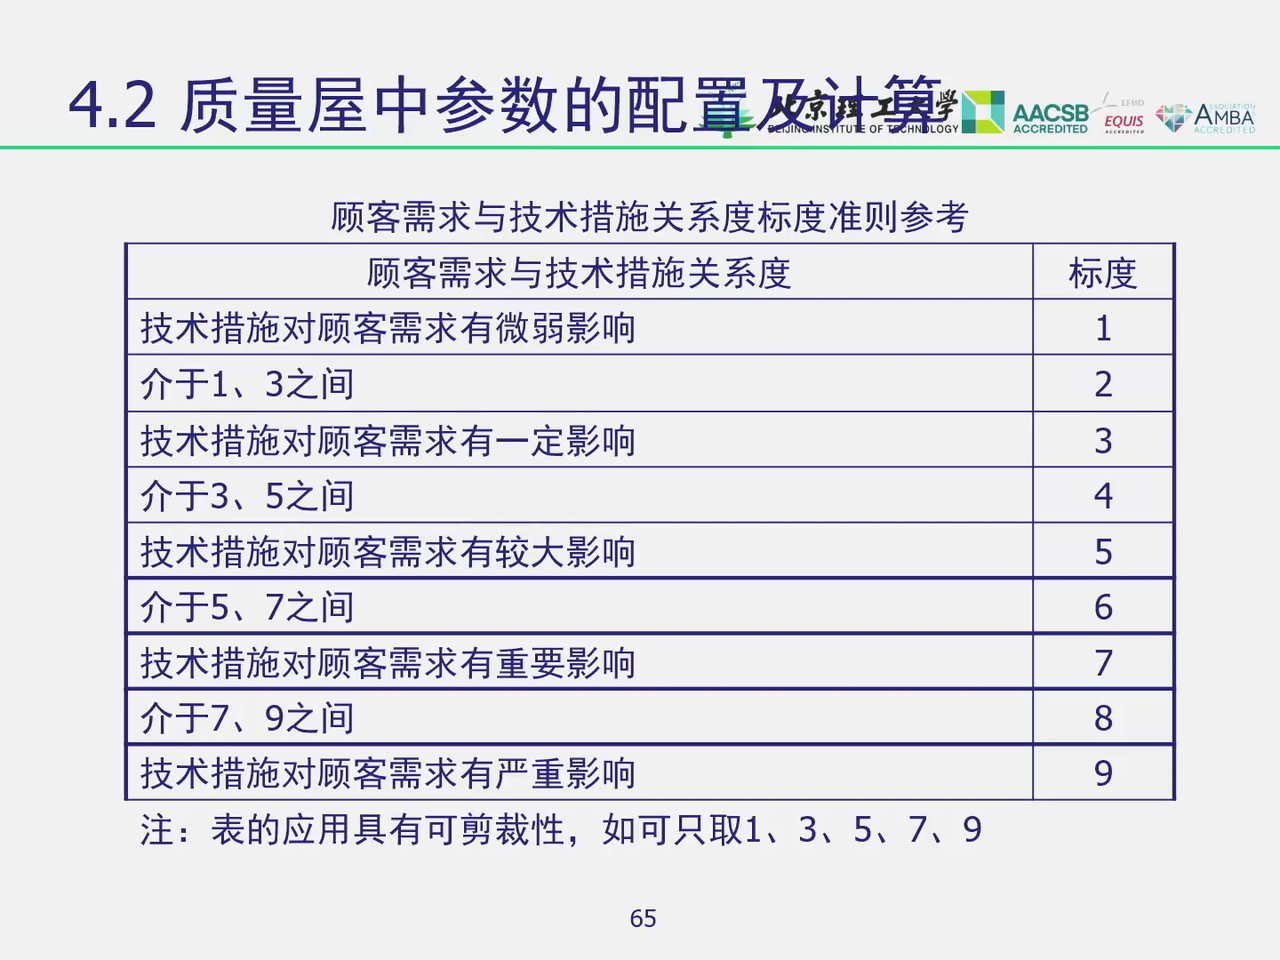 4.2 质量屋中参数的配置及计算
北京理工大学
BEIJING INSTITUTE OF TECHNOLOGY
AACSB
ACCREDITED
EFMD
EQUIS
ACCREDITED
ASSOCIATION
AMBA
ACCREDITED
顾客需求与技术措施关系度标度准则参考
顾客需求与技术措施关系度 标度
技术措施对顾客需求有微弱影响 1
介于1、3之间 2
技术措施对顾客需求有一定影响 3
介于3、5之间 4
技术措施对顾客需求有较大影响 5
介于5、7之间 6
技术措施对顾客需求有重要影响 7
介于7、9之间 8
技术措施对顾客需求有严重影响 9
注：表的应用具有可剪裁性，如可只取1、3、5、7、9
65